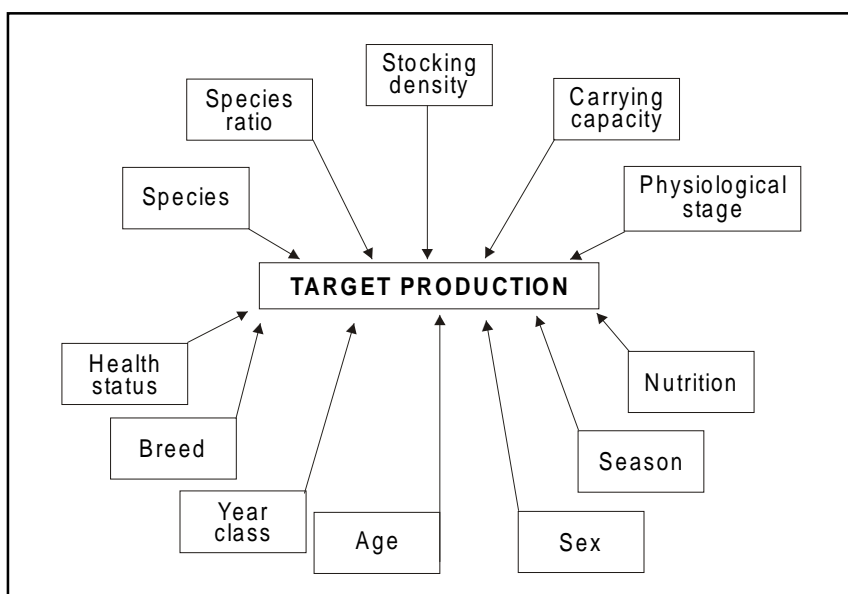 Stocking
density
Species
ratio
Carrying
capacity
Species
Physiological
stage
TARGET PRODUCTION
Health
status
Nutrition
Breed
Season
Year
class
Age
Sex